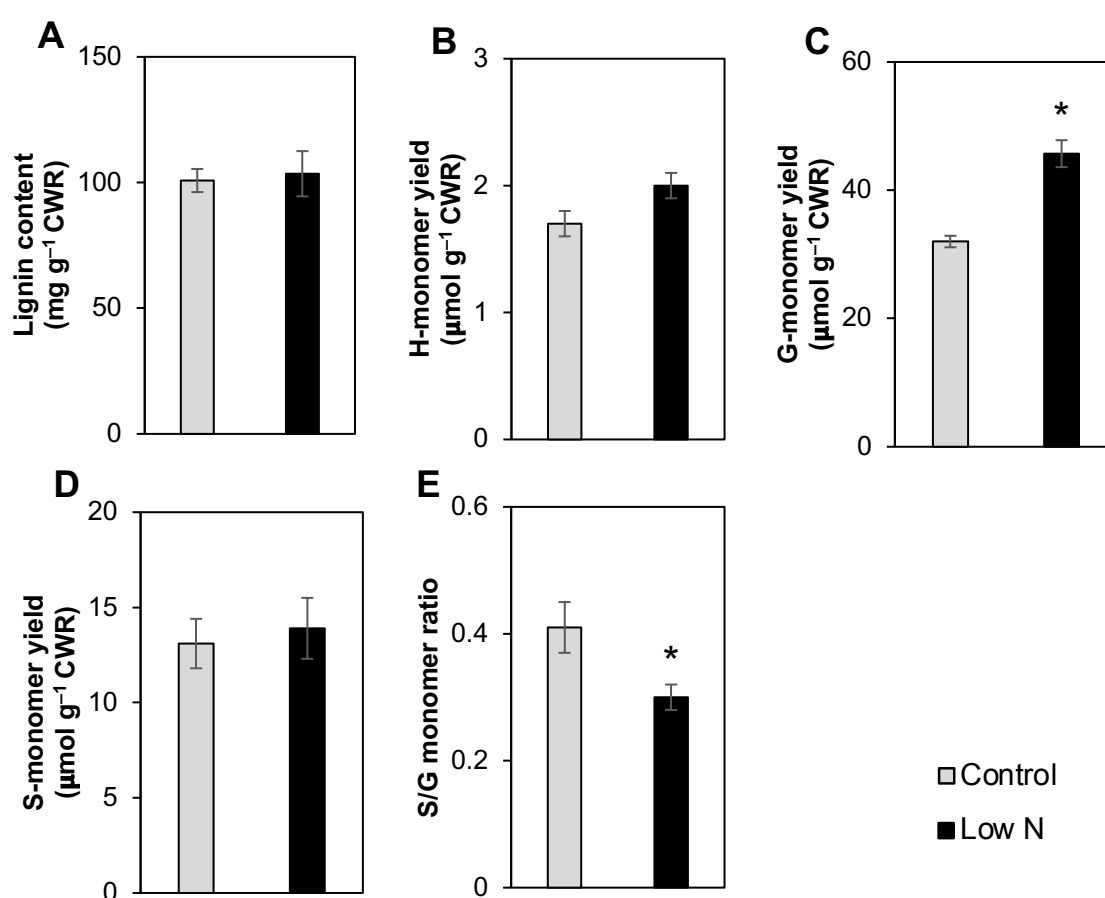 A
Lignin content
(mg g⁻¹ CWR)
150
100
50
0
B
H-monomer yield
(µmol g⁻¹ CWR)
3
2
1
0
C
G-monomer yield
(µmol g⁻¹ CWR)
60
40
20
0
*
D
S-monomer yield
(µmol g⁻¹ CWR)
20
15
10
5
0
E
S/G monomer ratio
0.6
0.4
0.2
0
*
Control
Low N